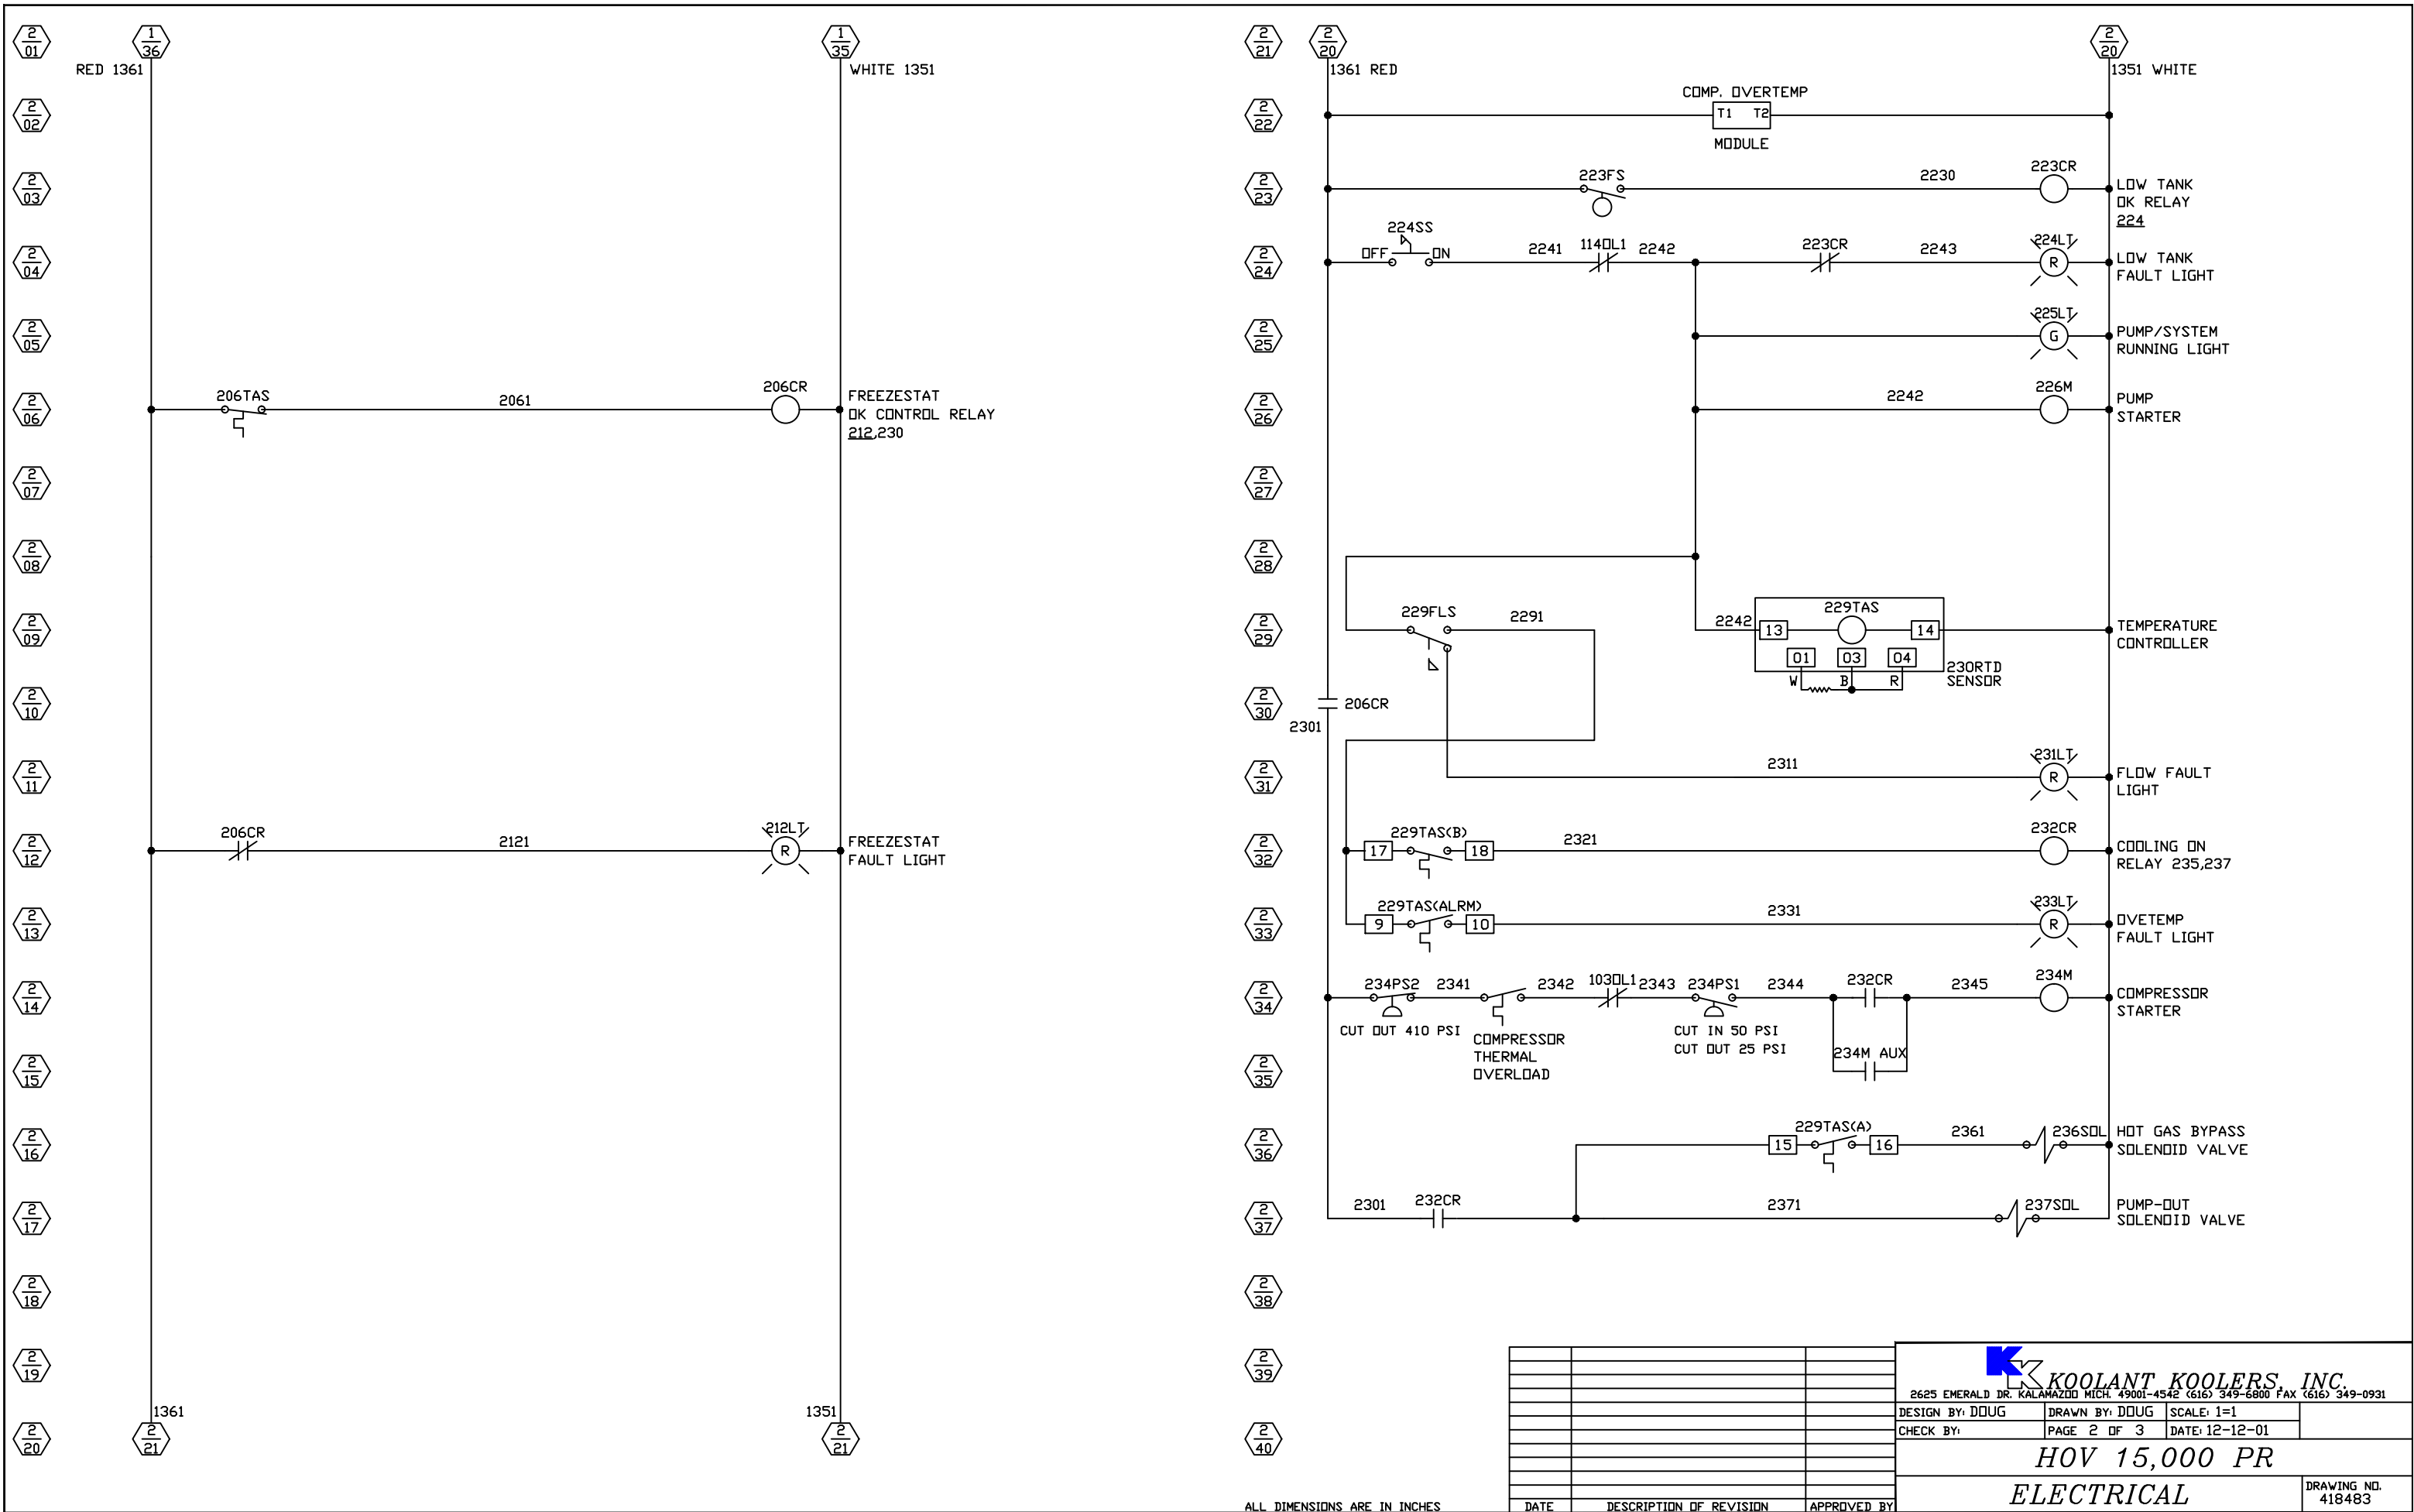 2
01
1
36
RED 1361
1
35
WHITE 1351
2
02
2
03
2
04
2
05
2
06
206TAS
2061
206CR
FREEZESTAT
OK CONTROL RELAY
212,230
2
07
2
08
2
09
2
10
2
11
2
12
206CR
2121
212LT
R
FREEZESTAT
FAULT LIGHT
2
13
2
14
2
15
2
16
2
17
2
18
2
19
2
20
1361
2
21
1351
2
21
2
21
2
20
1361 RED
2
20
1351 WHITE
2
22
COMP. OVERTEMP
T1 T2
MODULE
2
23
223FS
2230
223CR
LOW TANK
OK RELAY
224
2
24
224SS
OFF ON
2241
114OL1
2242
223CR
2243
224LT
R
LOW TANK
FAULT LIGHT
2
25
225LT
G
PUMP/SYSTEM
RUNNING LIGHT
2
26
2242
226M
PUMP
STARTER
2
27
2
28
2
29
229FLS
2291
2242
229TAS
13
14
01 03 04
W B R
230RTD
SENSOR
TEMPERATURE
CONTROLLER
2
30
206CR
2301
2
31
2311
231LT
R
FLOW FAULT
LIGHT
2
32
229TAS(B)
17
18
2321
232CR
COOLING ON
RELAY 235,237
2
33
229TAS(ALRM)
9
10
2331
233LT
R
OVETEMP
FAULT LIGHT
2
34
234PS2
2341
2342
103OL1
2343
234PS1
2344
232CR
2345
234M
COMPRESSOR
STARTER
CUT OUT 410 PSI
COMPRESSOR
THERMAL
OVERLOAD
CUT IN 50 PSI
CUT OUT 25 PSI
2
35
234M AUX
2
36
229TAS(A)
15
16
2361
236SOL
HOT GAS BYPASS
SOLENOID VALVE
2
37
2301
232CR
2371
237SOL
PUMP-OUT
SOLENOID VALVE
2
38
2
39
2
40
ALL DIMENSIONS ARE IN INCHES
DATE
DESCRIPTION OF REVISION
APPROVED BY
KK
KOOLANT KOOLERS, INC.
2625 EMERALD DR. KALAMAZOO MICH. 49001-4542 (616) 349-6800 FAX (616) 349-0931
DESIGN BY: DOUG
DRAWN BY: DOUG
SCALE: 1=1
CHECK BY:
PAGE 2 OF 3
DATE: 12-12-01
HOV 15,000 PR
ELECTRICAL
DRAWING NO.
418483